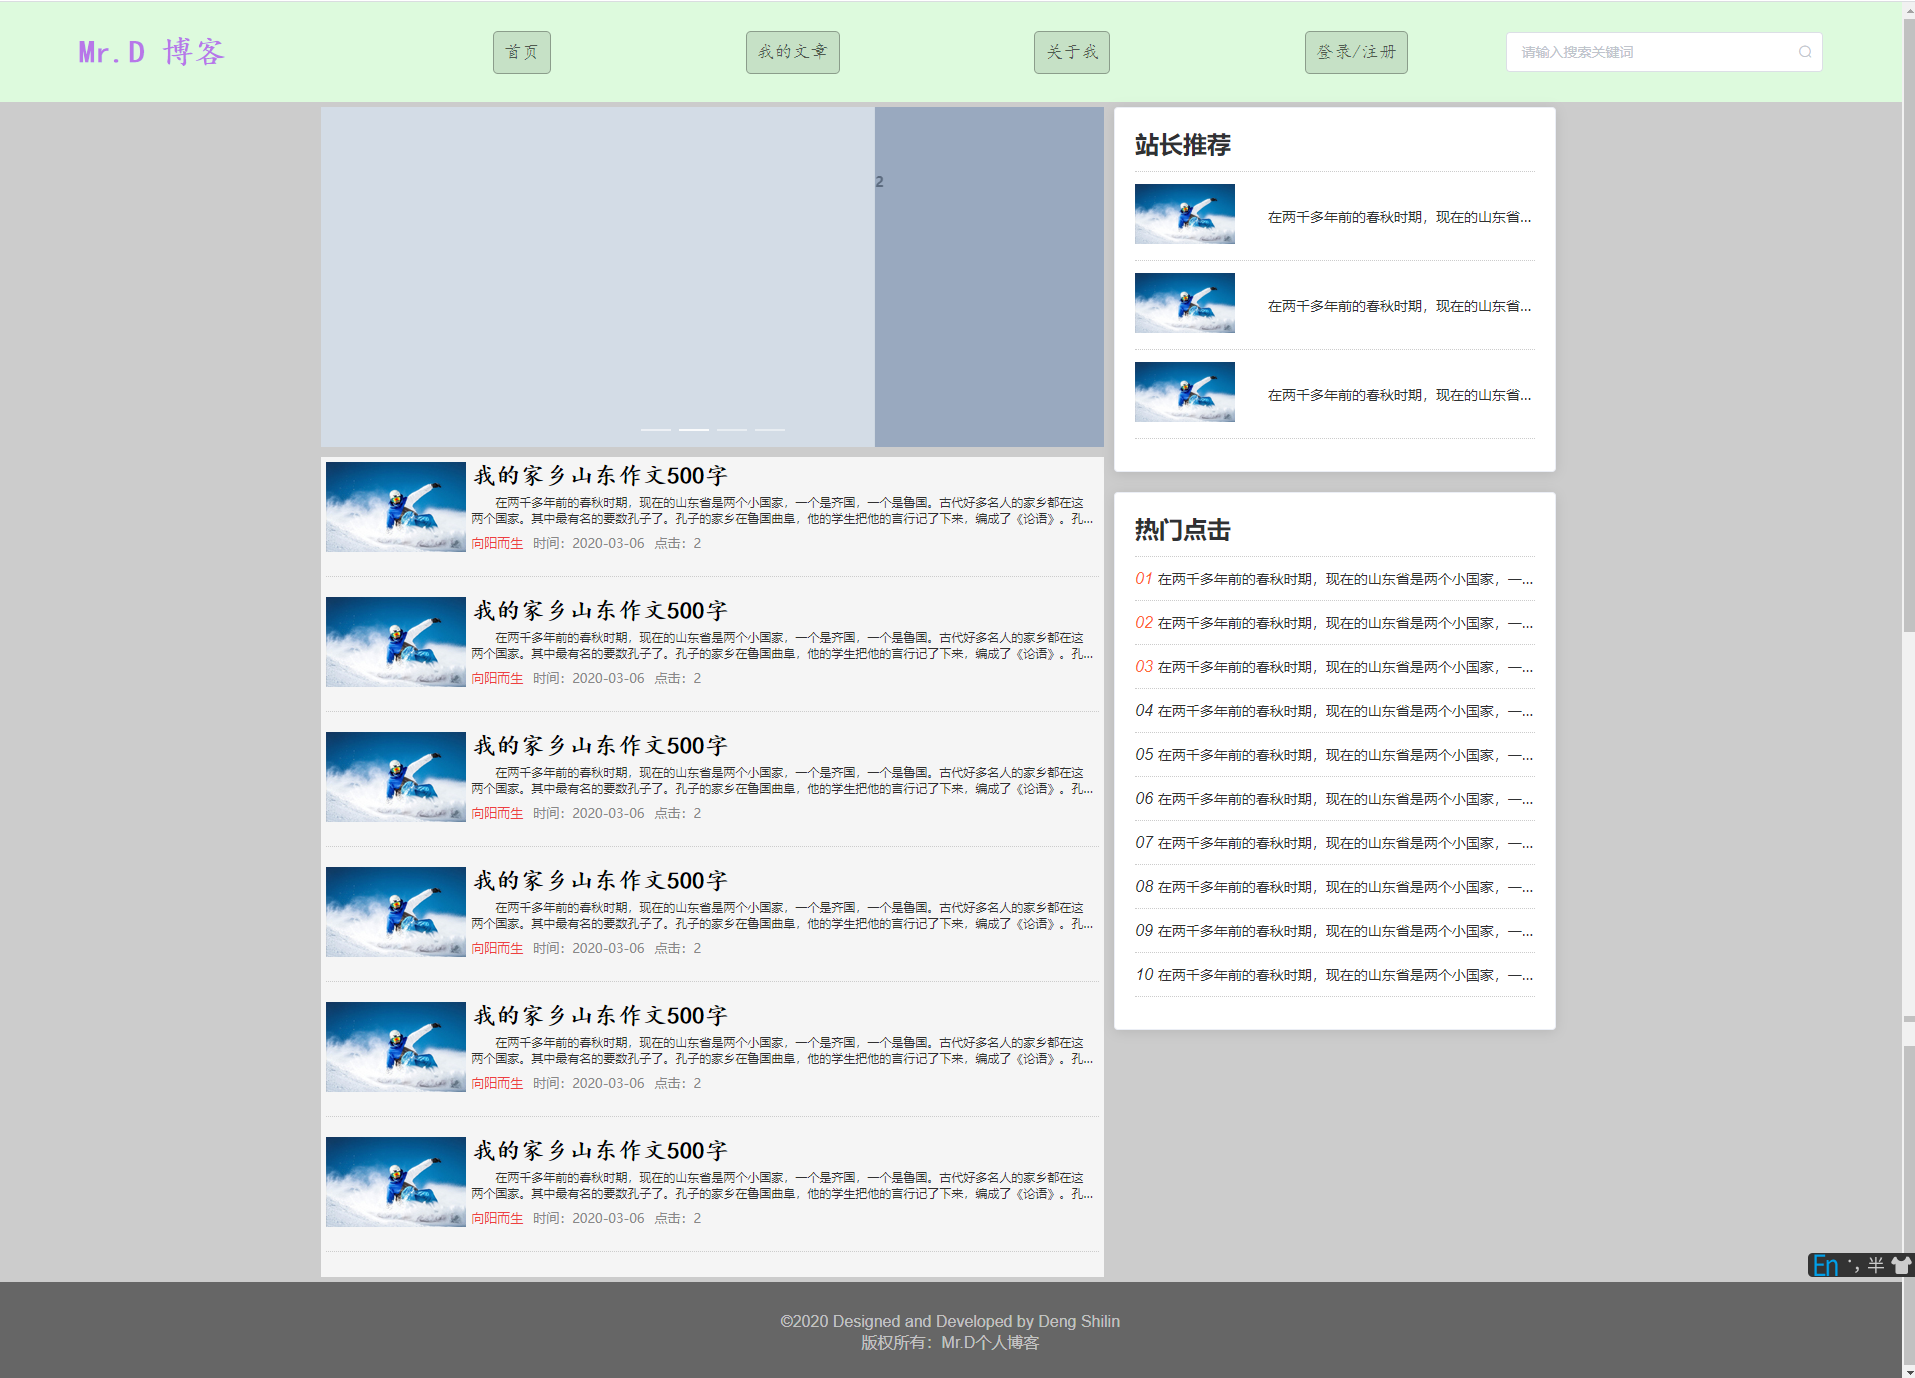 Mr.D 博客
首页
我的文章
关于我
登录/注册
请输入搜索关键词
2
我的家乡山东作文500字
在两千多年前的春秋时期，现在的山东省是两个小国家，一个是齐国，一个是鲁国。古代好多名人的家乡都在这
两个国家。其中最有名的要数孔子了。孔子的家乡在鲁国曲阜，他的学生把他的言行记了下来，编成了《论语》。孔...
向阳而生 时间：2020-03-06 点击：2
我的家乡山东作文500字
在两千多年前的春秋时期，现在的山东省是两个小国家，一个是齐国，一个是鲁国。古代好多名人的家乡都在这
两个国家。其中最有名的要数孔子了。孔子的家乡在鲁国曲阜，他的学生把他的言行记了下来，编成了《论语》。孔...
向阳而生 时间：2020-03-06 点击：2
我的家乡山东作文500字
在两千多年前的春秋时期，现在的山东省是两个小国家，一个是齐国，一个是鲁国。古代好多名人的家乡都在这
两个国家。其中最有名的要数孔子了。孔子的家乡在鲁国曲阜，他的学生把他的言行记了下来，编成了《论语》。孔...
向阳而生 时间：2020-03-06 点击：2
我的家乡山东作文500字
在两千多年前的春秋时期，现在的山东省是两个小国家，一个是齐国，一个是鲁国。古代好多名人的家乡都在这
两个国家。其中最有名的要数孔子了。孔子的家乡在鲁国曲阜，他的学生把他的言行记了下来，编成了《论语》。孔...
向阳而生 时间：2020-03-06 点击：2
我的家乡山东作文500字
在两千多年前的春秋时期，现在的山东省是两个小国家，一个是齐国，一个是鲁国。古代好多名人的家乡都在这
两个国家。其中最有名的要数孔子了。孔子的家乡在鲁国曲阜，他的学生把他的言行记了下来，编成了《论语》。孔...
向阳而生 时间：2020-03-06 点击：2
我的家乡山东作文500字
在两千多年前的春秋时期，现在的山东省是两个小国家，一个是齐国，一个是鲁国。古代好多名人的家乡都在这
两个国家。其中最有名的要数孔子了。孔子的家乡在鲁国曲阜，他的学生把他的言行记了下来，编成了《论语》。孔...
向阳而生 时间：2020-03-06 点击：2
站长推荐
在两千多年前的春秋时期，现在的山东省...
在两千多年前的春秋时期，现在的山东省...
在两千多年前的春秋时期，现在的山东省...
热门点击
01 在两千多年前的春秋时期，现在的山东省是两个小国家，一...
02 在两千多年前的春秋时期，现在的山东省是两个小国家，一...
03 在两千多年前的春秋时期，现在的山东省是两个小国家，一...
04 在两千多年前的春秋时期，现在的山东省是两个小国家，一...
05 在两千多年前的春秋时期，现在的山东省是两个小国家，一...
06 在两千多年前的春秋时期，现在的山东省是两个小国家，一...
07 在两千多年前的春秋时期，现在的山东省是两个小国家，一...
08 在两千多年前的春秋时期，现在的山东省是两个小国家，一...
09 在两千多年前的春秋时期，现在的山东省是两个小国家，一...
10 在两千多年前的春秋时期，现在的山东省是两个小国家，一...
En ·, 半
©2020 Designed and Developed by Deng Shilin
版权所有：Mr.D个人博客